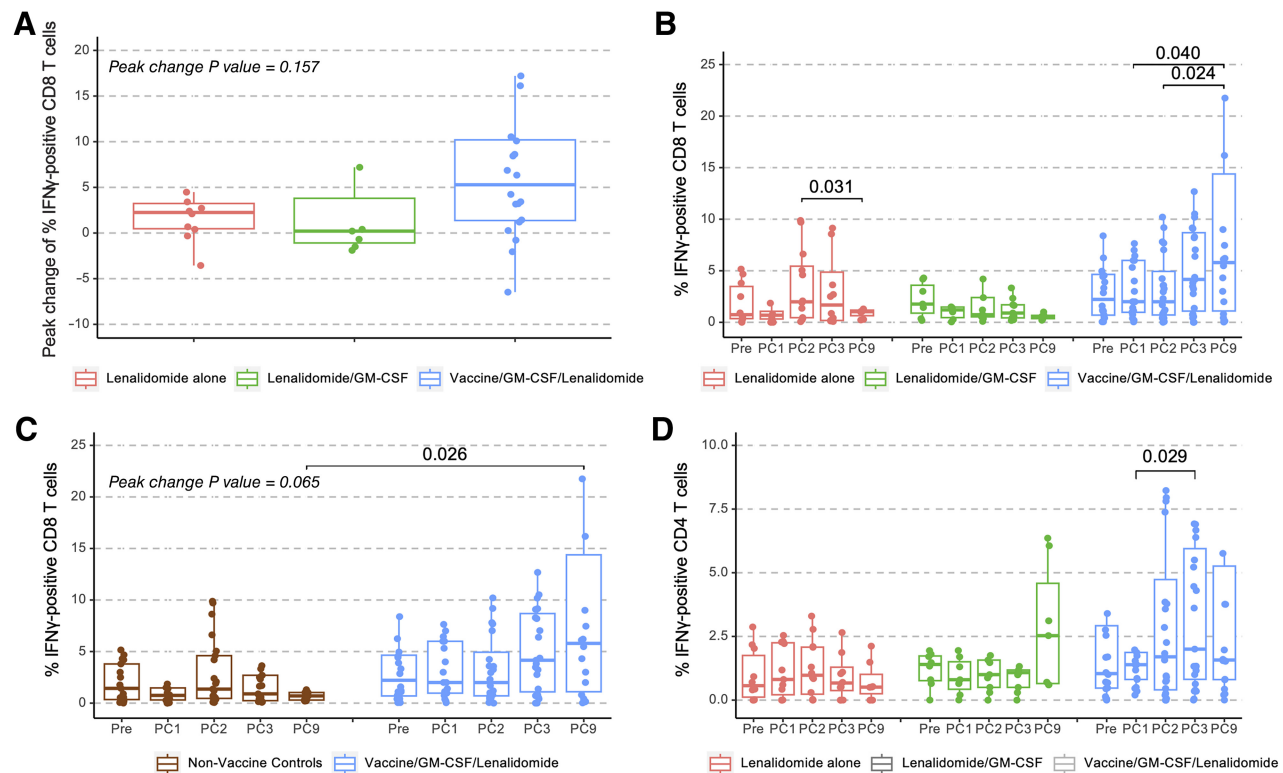 A
Peak change of % IFNγ-positive CD8 T cells
Peak change P value = 0.157
20
15
10
5
0
−5
−10
Lenalidomide alone
Lenalidomide/GM-CSF
Vaccine/GM-CSF/Lenalidomide
B
% IFNγ-positive CD8 T cells
25
20
15
10
5
0
0.040
0.024
0.031
Pre PC1 PC2 PC3 PC9 Pre PC1 PC2 PC3 PC9 Pre PC1 PC2 PC3 PC9
Lenalidomide alone
Lenalidomide/GM-CSF
Vaccine/GM-CSF/Lenalidomide
C
% IFNγ-positive CD8 T cells
25
20
15
10
5
0
0.026
Peak change P value = 0.065
Pre PC1 PC2 PC3 PC9 Pre PC1 PC2 PC3 PC9
Non-Vaccine Controls
Vaccine/GM-CSF/Lenalidomide
D
% IFNγ-positive CD4 T cells
10.0
7.5
5.0
2.5
0.0
0.029
Pre PC1 PC2 PC3 PC9 Pre PC1 PC2 PC3 PC9 Pre PC1 PC2 PC3 PC9
Lenalidomide alone
Lenalidomide/GM-CSF
Vaccine/GM-CSF/Lenalidomide